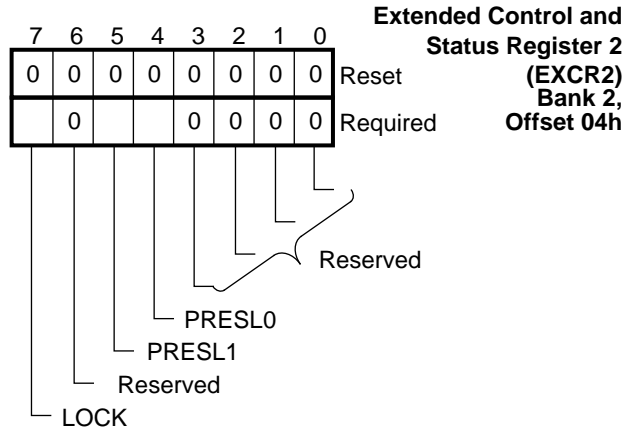 Extended Control and
Status Register 2
(EXCR2)
Bank 2,
Offset 04h
7 6 5 4 3 2 1 0
0 0 0 0 0 0 0 0 Reset
0 0 0 0 0 Required
Reserved
PRESL0
PRESL1
Reserved
LOCK